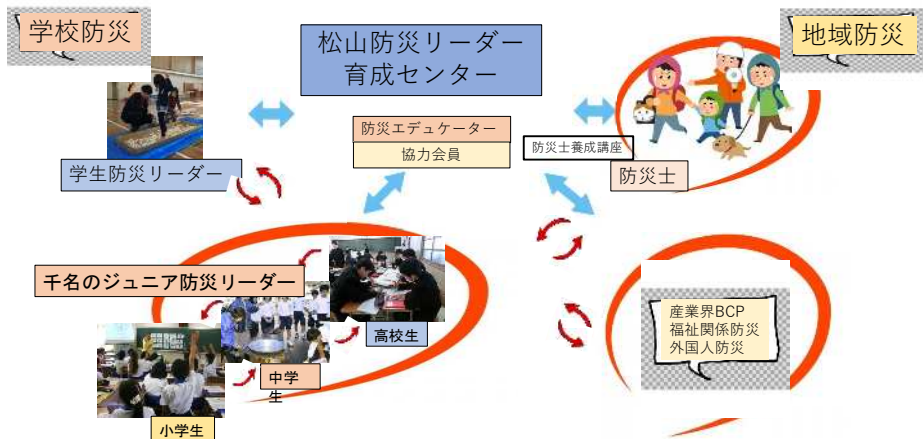 学校防災
松山防災リーダー
育成センター
地域防災
防災エデュケーター
協力会員
防災士養成講座
学生防災リーダー
防災士
千名のジュニア防災リーダー
高校生
中学
生
小学生
産業界BCP
福祉関係防災
外国人防災